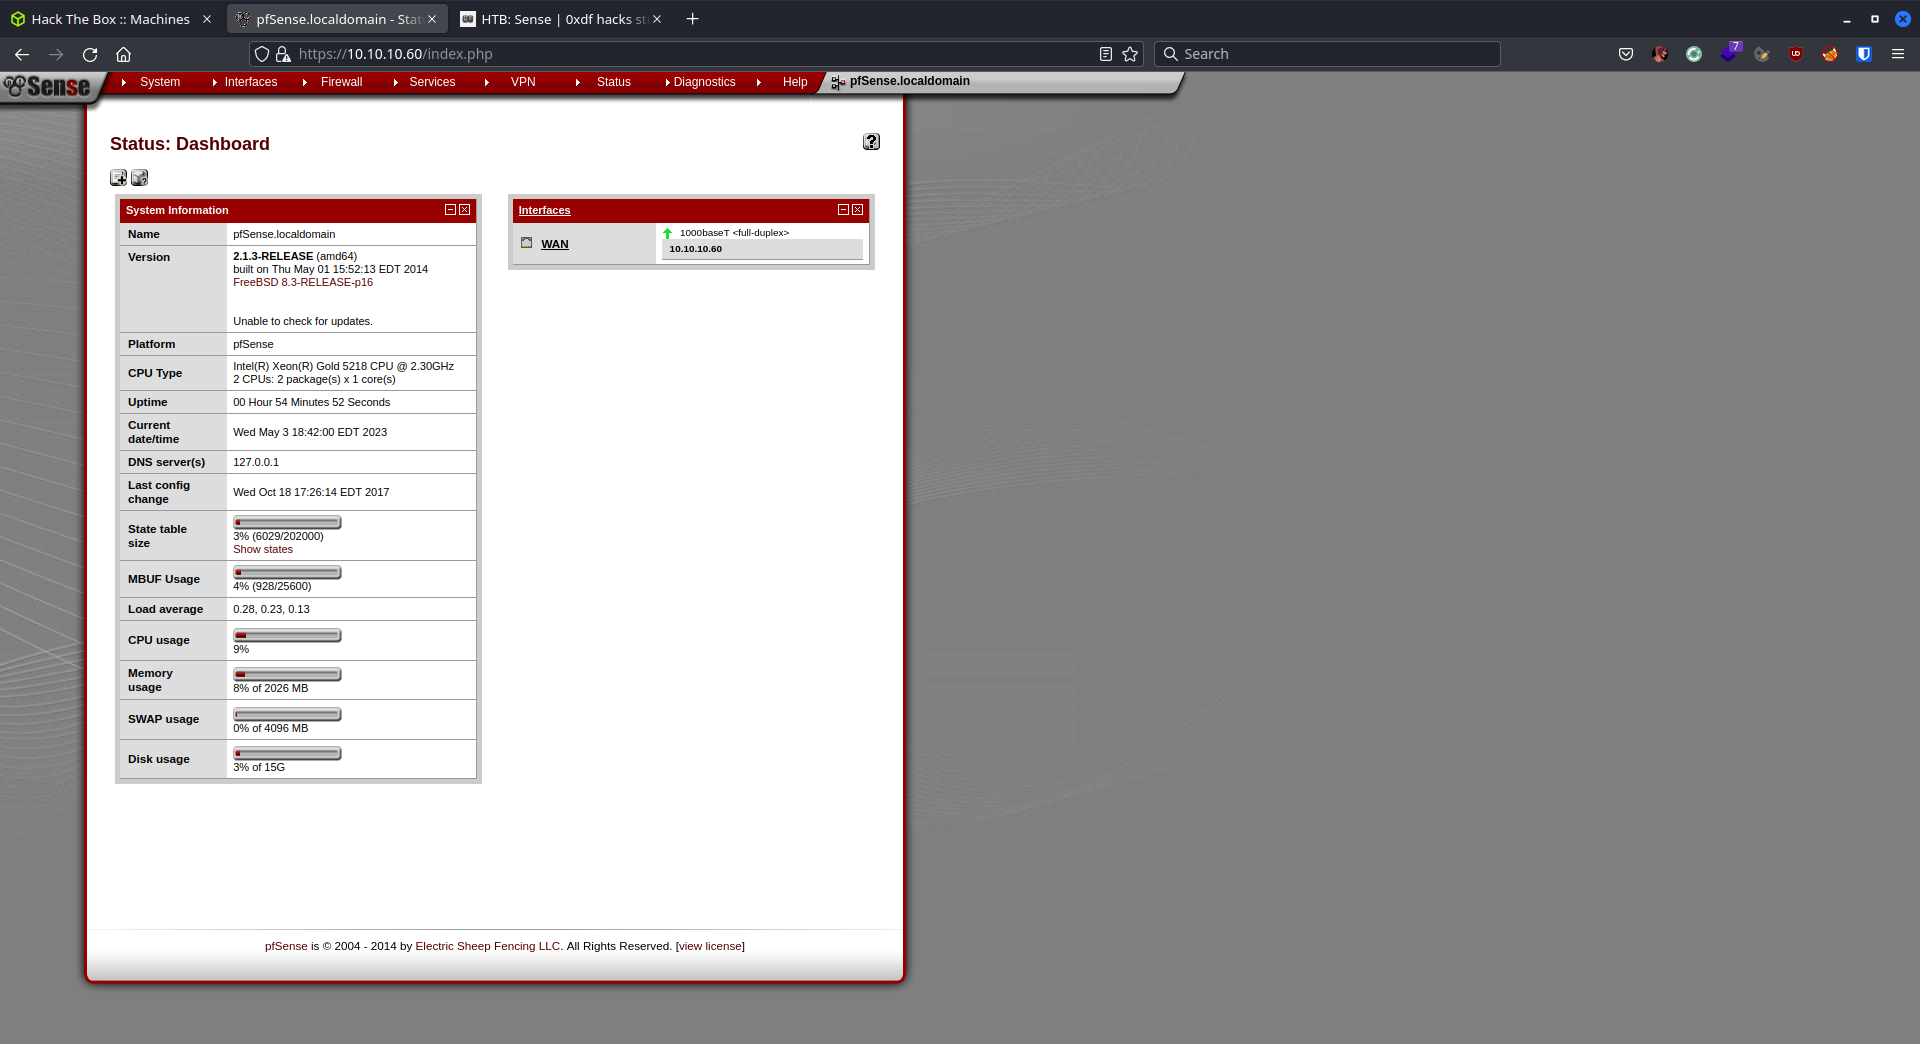 Hack The Box :: Machines
pfSense.localdomain - Stat
HTB: Sense | 0xdf hacks st
https://10.10.10.60/index.php
Search
7
Sense
System
Interfaces
Firewall
Services
VPN
Status
Diagnostics
Help
pfSense.localdomain
Status: Dashboard
System Information
Name
pfSense.localdomain
Version
2.1.3-RELEASE (amd64)
built on Thu May 01 15:52:13 EDT 2014
FreeBSD 8.3-RELEASE-p16
Unable to check for updates.
Platform
pfSense
CPU Type
Intel(R) Xeon(R) Gold 5218 CPU @ 2.30GHz
2 CPUs: 2 package(s) x 1 core(s)
Uptime
00 Hour 54 Minutes 52 Seconds
Current
date/time
Wed May 3 18:42:00 EDT 2023
DNS server(s)
127.0.0.1
Last config
change
Wed Oct 18 17:26:14 EDT 2017
State table
size
3% (6029/202000)
Show states
MBUF Usage
4% (928/25600)
Load average
0.28, 0.23, 0.13
CPU usage
9%
Memory
usage
8% of 2026 MB
SWAP usage
0% of 4096 MB
Disk usage
3% of 15G
Interfaces
WAN
1000baseT <full-duplex>
10.10.10.60
pfSense is © 2004 - 2014 by Electric Sheep Fencing LLC. All Rights Reserved. [view license]